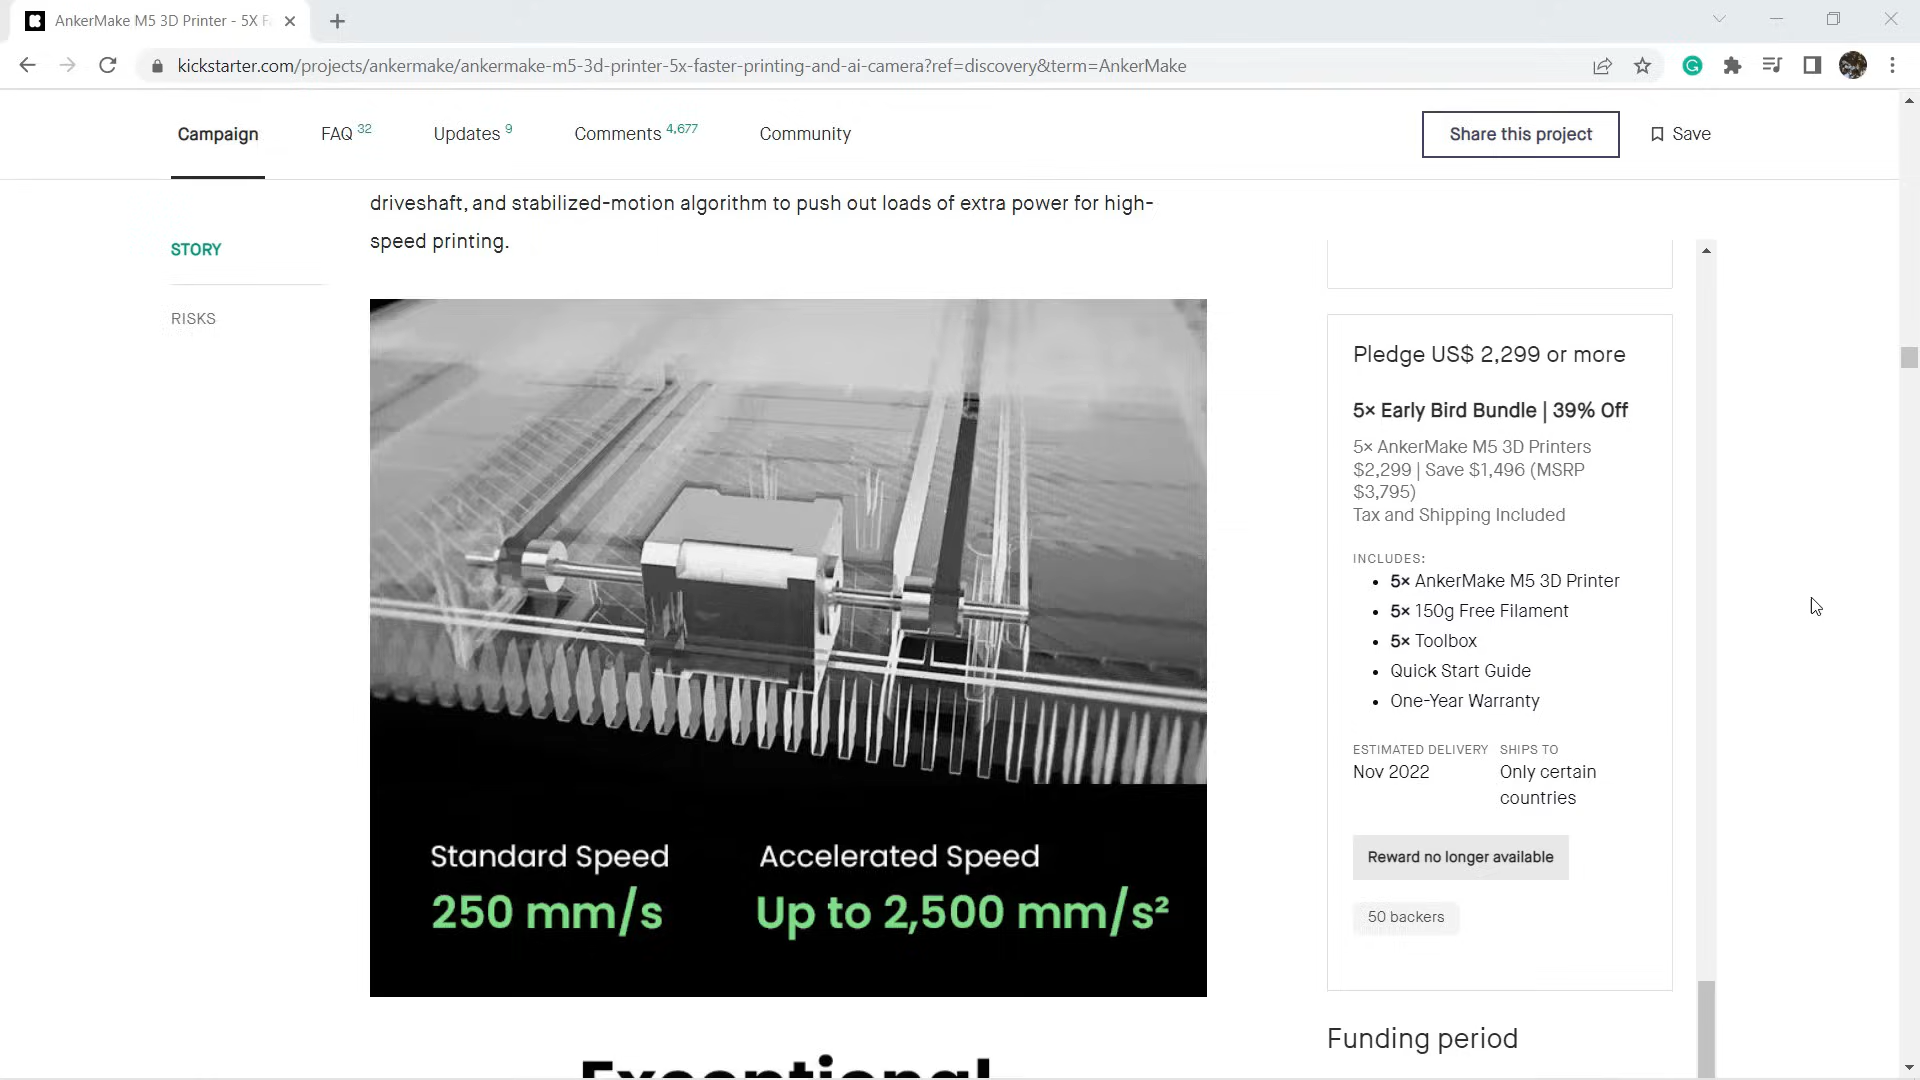 AnkerMake M5 3D Printer - 5X F
kickstarter.com/projects/ankermake/ankermake-m5-3d-printer-5x-faster-printing-and-ai-camera?ref=discovery&term=AnkerMake
Campaign
FAQ 32
Updates 9
Comments 4,677
Community
Share this project
Save
STORY
RISKS
driveshaft, and stabilized-motion algorithm to push out loads of extra power for high-
speed printing.
Standard Speed
250 mm/s
Accelerated Speed
Up to 2,500 mm/s²
Exceptional
Pledge US$ 2,299 or more
5× Early Bird Bundle | 39% Off
5× AnkerMake M5 3D Printers
$2,299 | Save $1,496 (MSRP
$3,795)
Tax and Shipping Included
INCLUDES:
• 5× AnkerMake M5 3D Printer
• 5× 150g Free Filament
• 5× Toolbox
• Quick Start Guide
• One-Year Warranty
ESTIMATED DELIVERY
Nov 2022
SHIPS TO
Only certain
countries
Reward no longer available
50 backers
Funding period